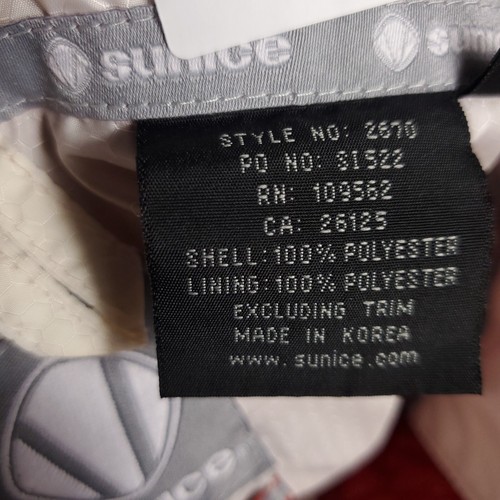 sunice
STYLE NO: 2670
PO NO: 81522
RN: 109562
CA: 26125
SHELL: 100% POLYESTER
LINING: 100% POLYESTER
EXCLUDING TRIM
MADE IN KOREA
www.sunice.com
sunice